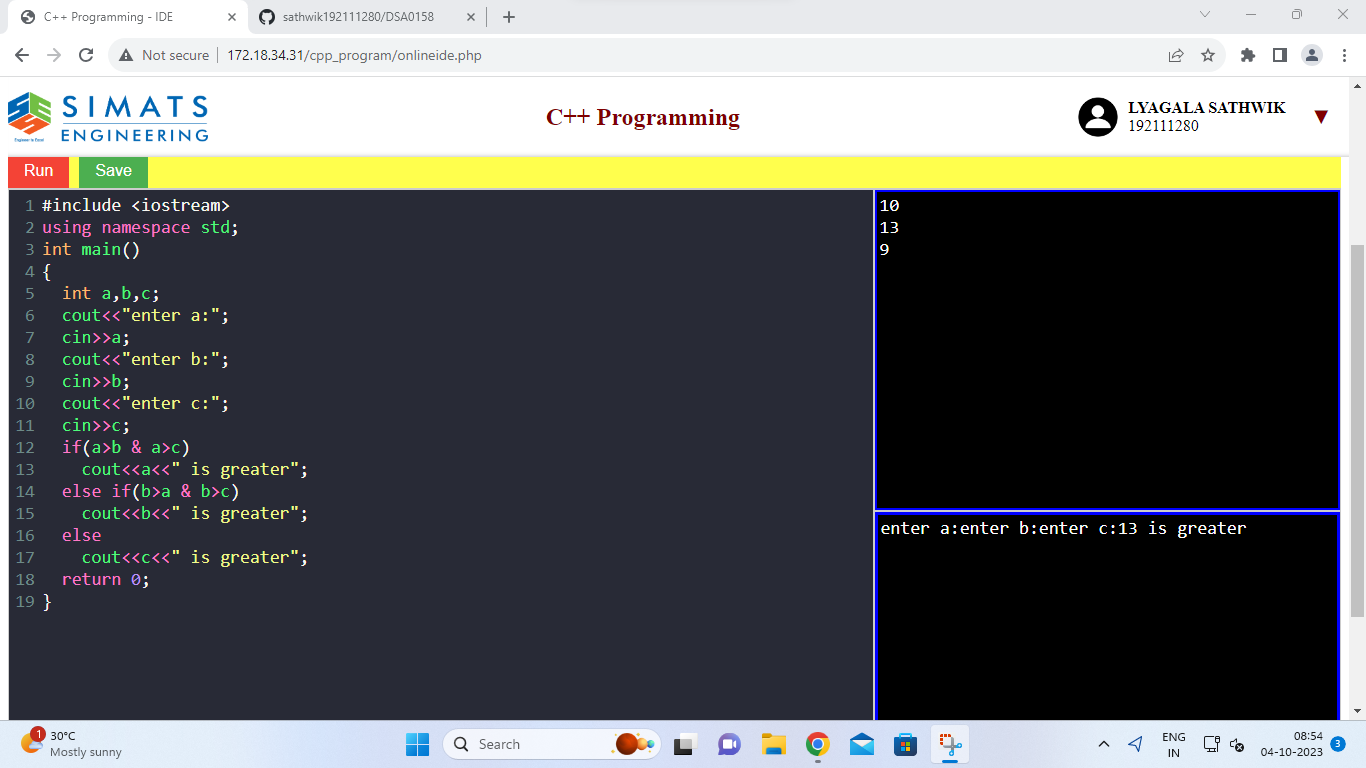 C++ Programming - IDE
sathwik192111280/DSA0158
Not secure
172.18.34.31/cpp_program/onlineide.php
SIMATS
ENGINEERING
Engineer to Excel
C++ Programming
LYAGALA SATHWIK
192111280
Run
Save
1 #include <iostream>
2 using namespace std;
3 int main()
4 {
5   int a,b,c;
6   cout<<"enter a:";
7   cin>>a;
8   cout<<"enter b:";
9   cin>>b;
10   cout<<"enter c:";
11   cin>>c;
12   if(a>b & a>c)
13     cout<<a<<" is greater";
14   else if(b>a & b>c)
15     cout<<b<<" is greater";
16   else
17     cout<<c<<" is greater";
18   return 0;
19 }
10
13
9
enter a:enter b:enter c:13 is greater
1
30°C
Mostly sunny
Search
ENG
IN
08:54
04-10-2023
3